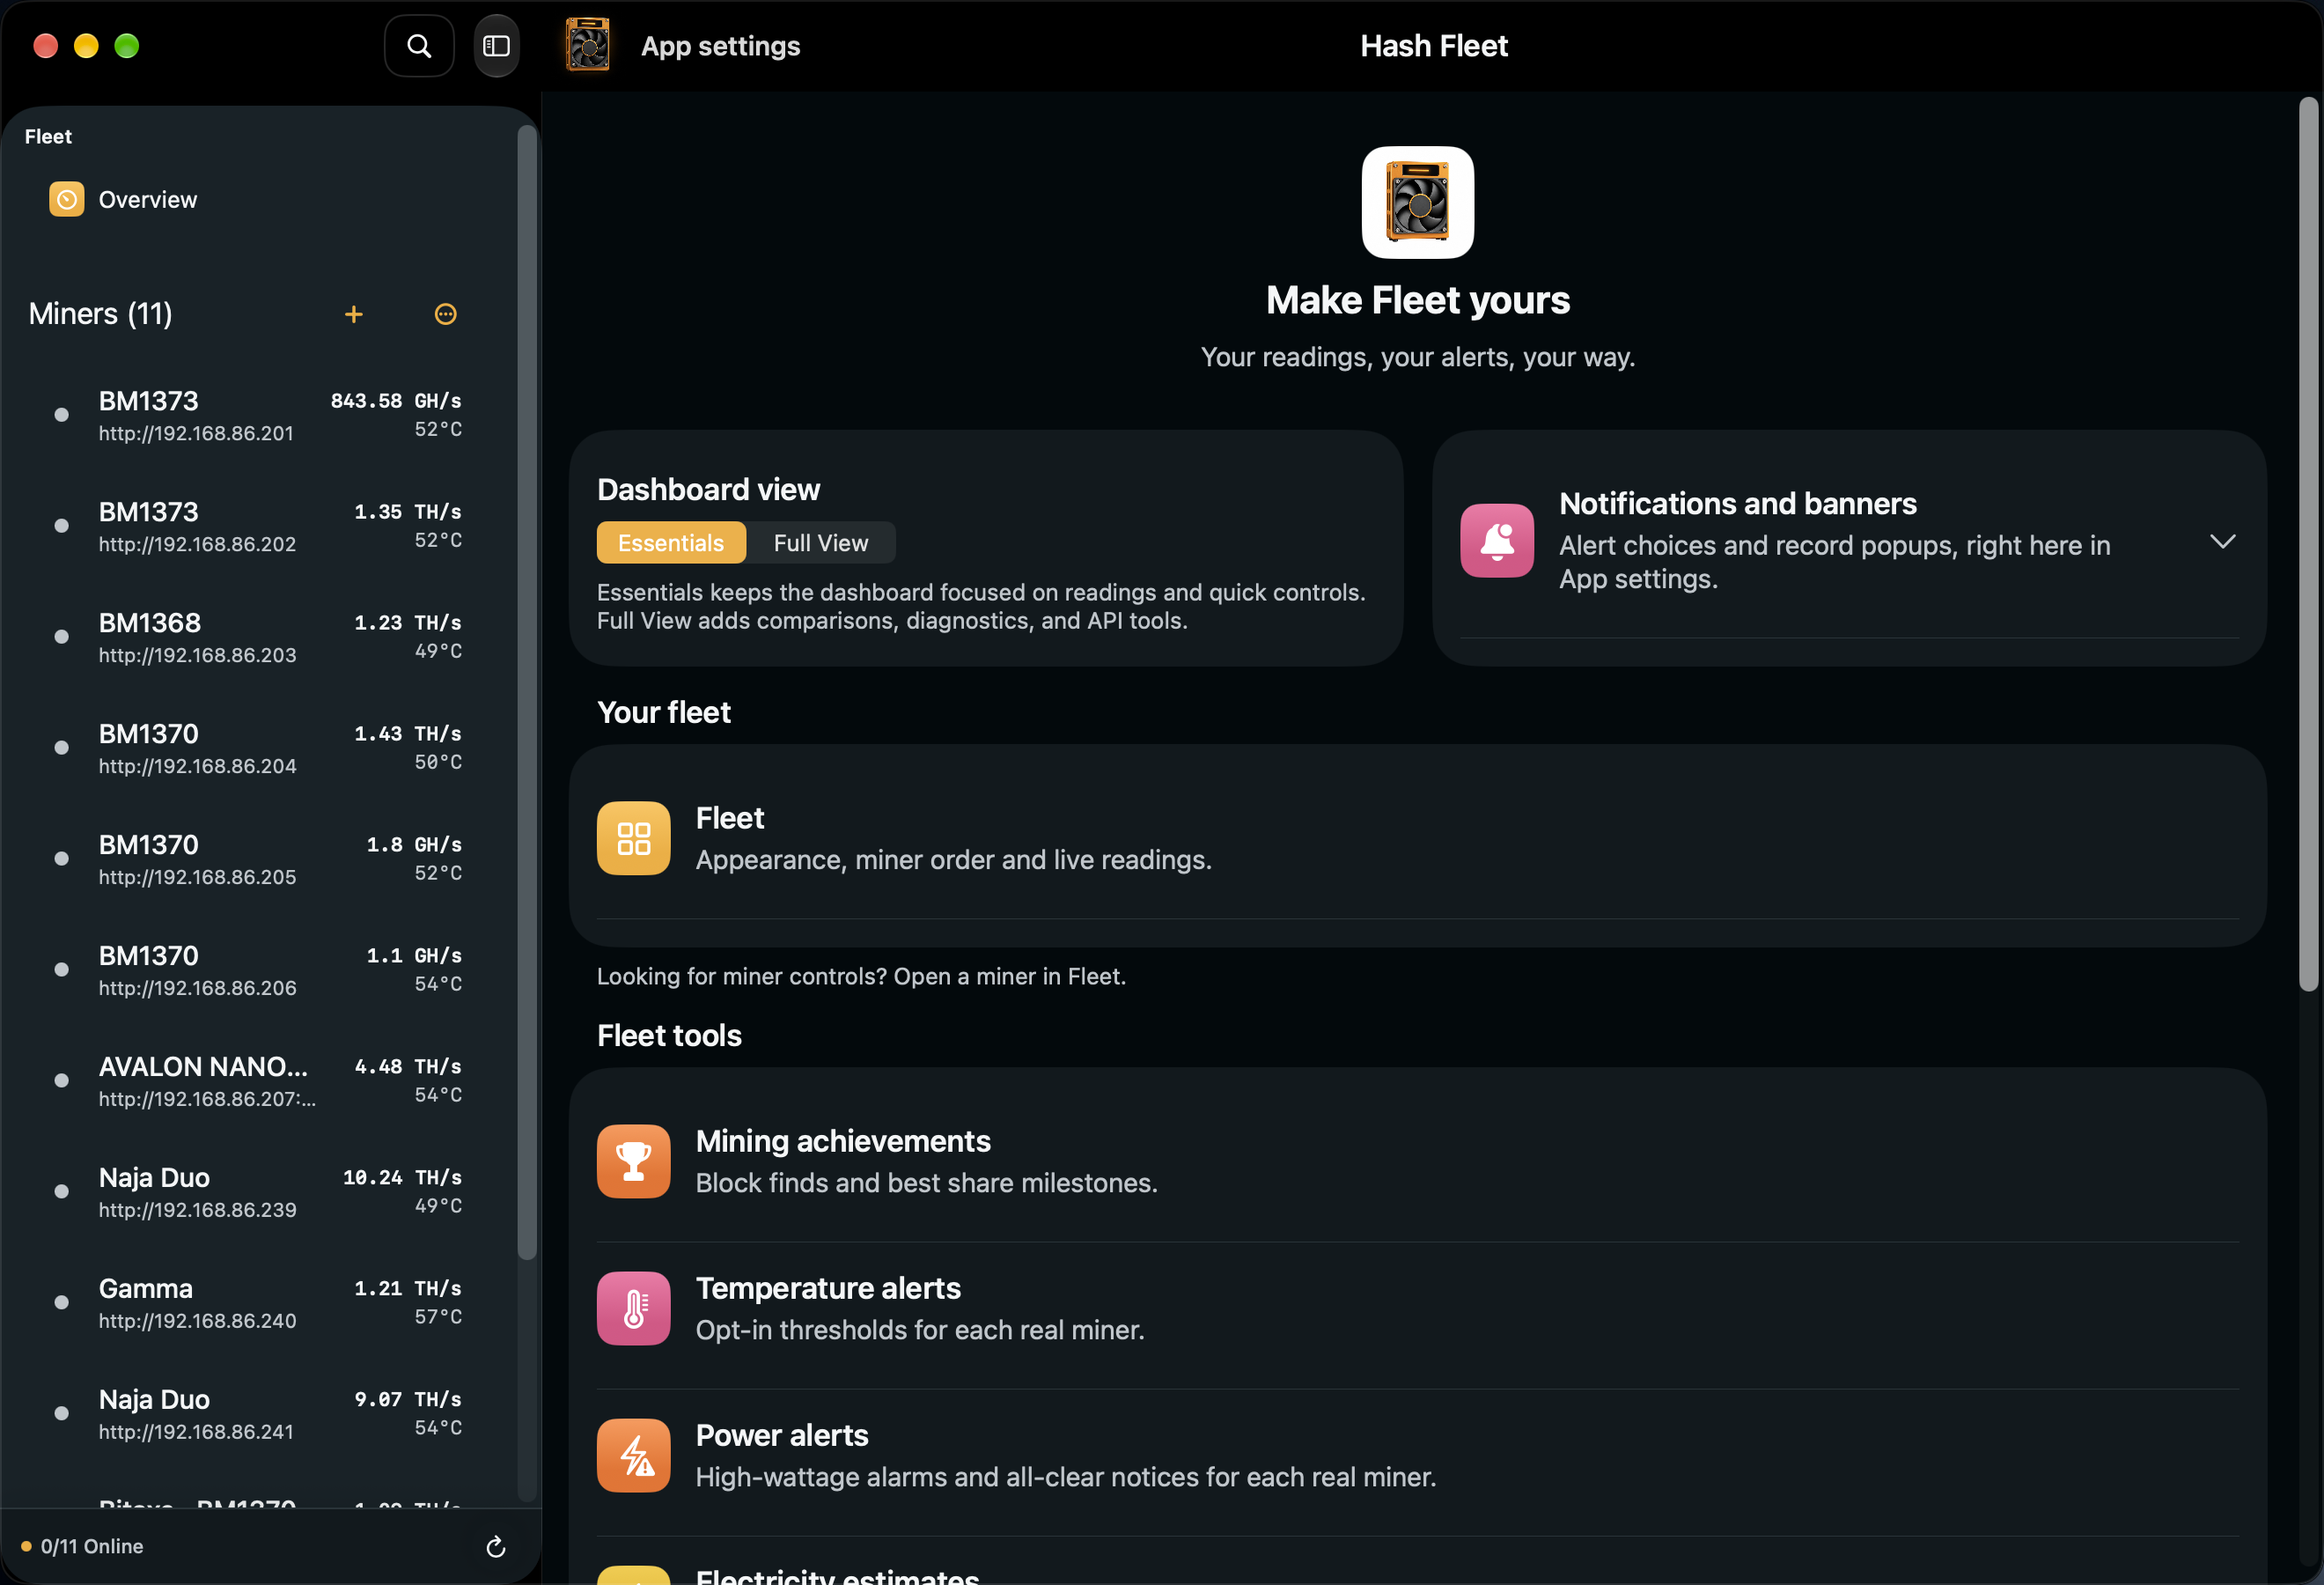 App settings
Hash Fleet
Fleet
Overview
Miners (11)
BM1373
843.58 GH/s
http://192.168.86.201
52°C
BM1373
1.35 TH/s
http://192.168.86.202
52°C
BM1368
1.23 TH/s
http://192.168.86.203
49°C
BM1370
1.43 TH/s
http://192.168.86.204
50°C
BM1370
1.8 GH/s
http://192.168.86.205
52°C
BM1370
1.1 GH/s
http://192.168.86.206
54°C
AVALON NANO...
4.48 TH/s
http://192.168.86.207:...
54°C
Naja Duo
10.24 TH/s
http://192.168.86.239
49°C
Gamma
1.21 TH/s
http://192.168.86.240
57°C
Naja Duo
9.07 TH/s
http://192.168.86.241
54°C
BM1370
TH/s
0/11 Online
Make Fleet yours
Your readings, your alerts, your way.
Dashboard view
Essentials
Full View
Essentials keeps the dashboard focused on readings and quick controls.
Full View adds comparisons, diagnostics, and API tools.
Notifications and banners
Alert choices and record popups, right here in
App settings.
Your fleet
Fleet
Appearance, miner order and live readings.
Looking for miner controls? Open a miner in Fleet.
Fleet tools
Mining achievements
Block finds and best share milestones.
Temperature alerts
Opt-in thresholds for each real miner.
Power alerts
High-wattage alarms and all-clear notices for each real miner.
Electricity estimates